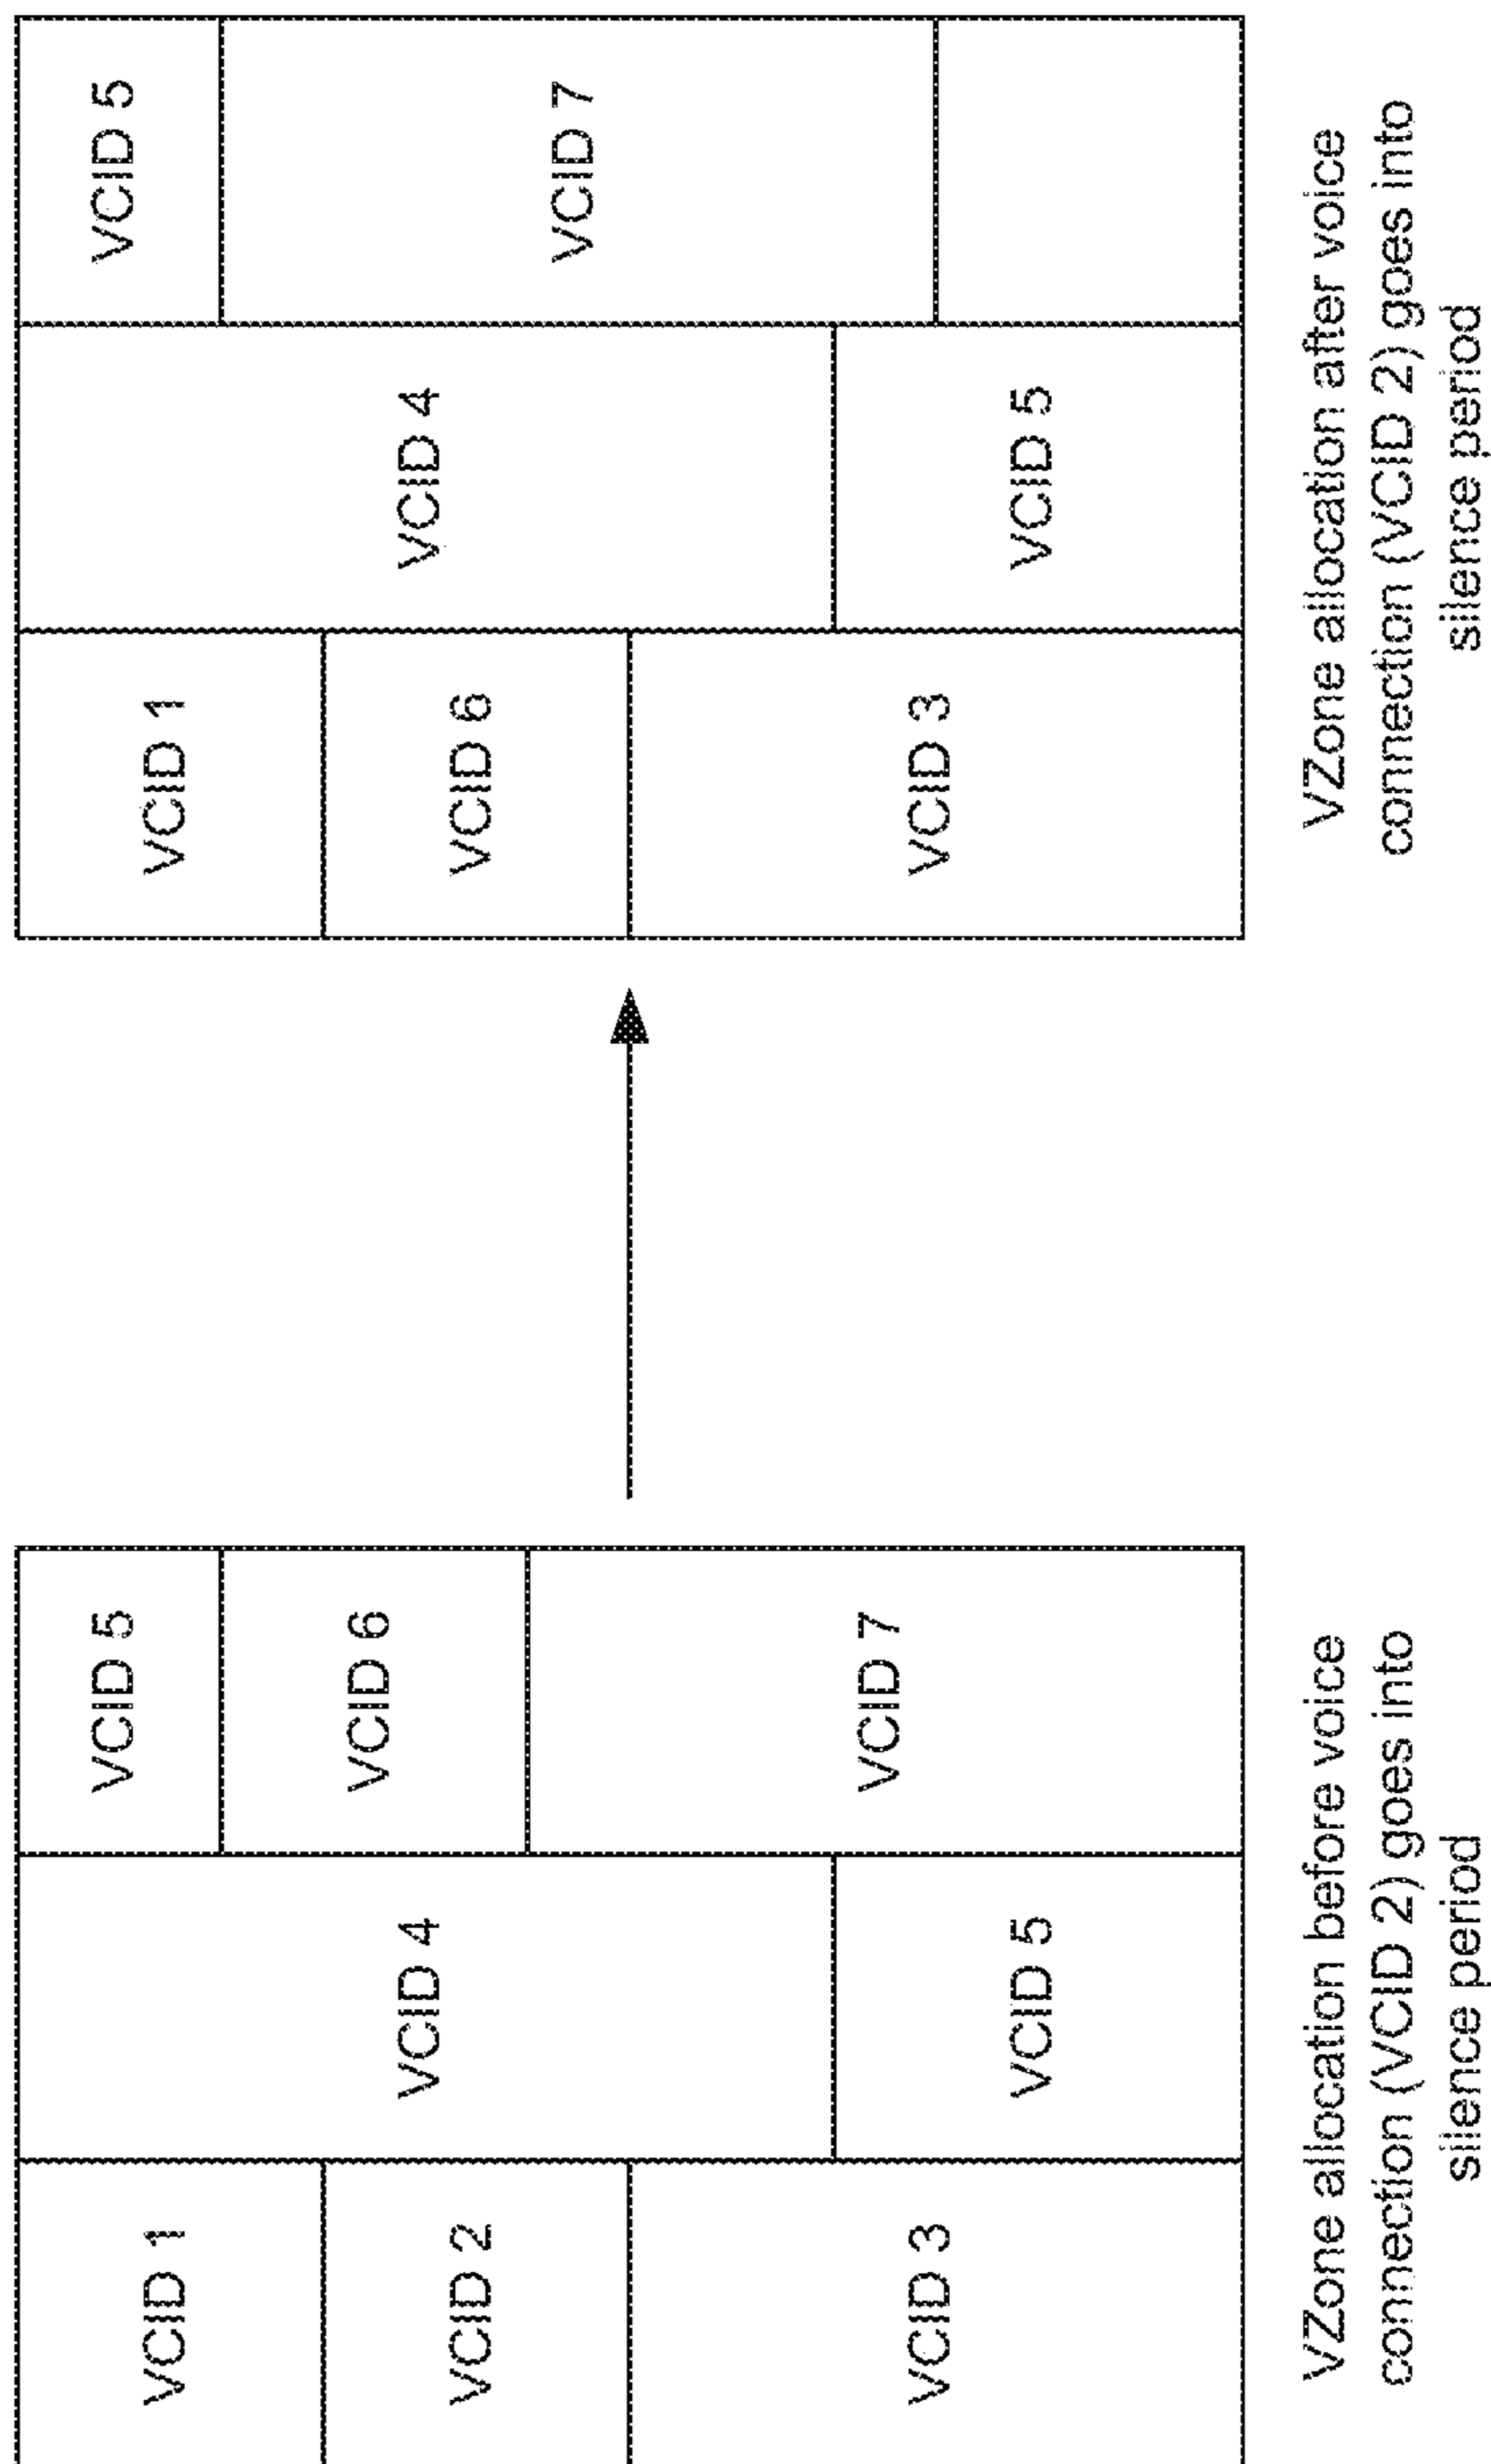 VCID 1
VCID 2
VCID 3
VCID 4
VCID 5
VCID 5
VCID 6
VCID 7
VZone allocation before voice
connection (VCID 2) goes into
silence period
VCID 1
VCID 6
VCID 3
VCID 4
VCID 5
VCID 5
VCID 7
VZone allocation after voice
connection (VCID 2) goes into
silence period